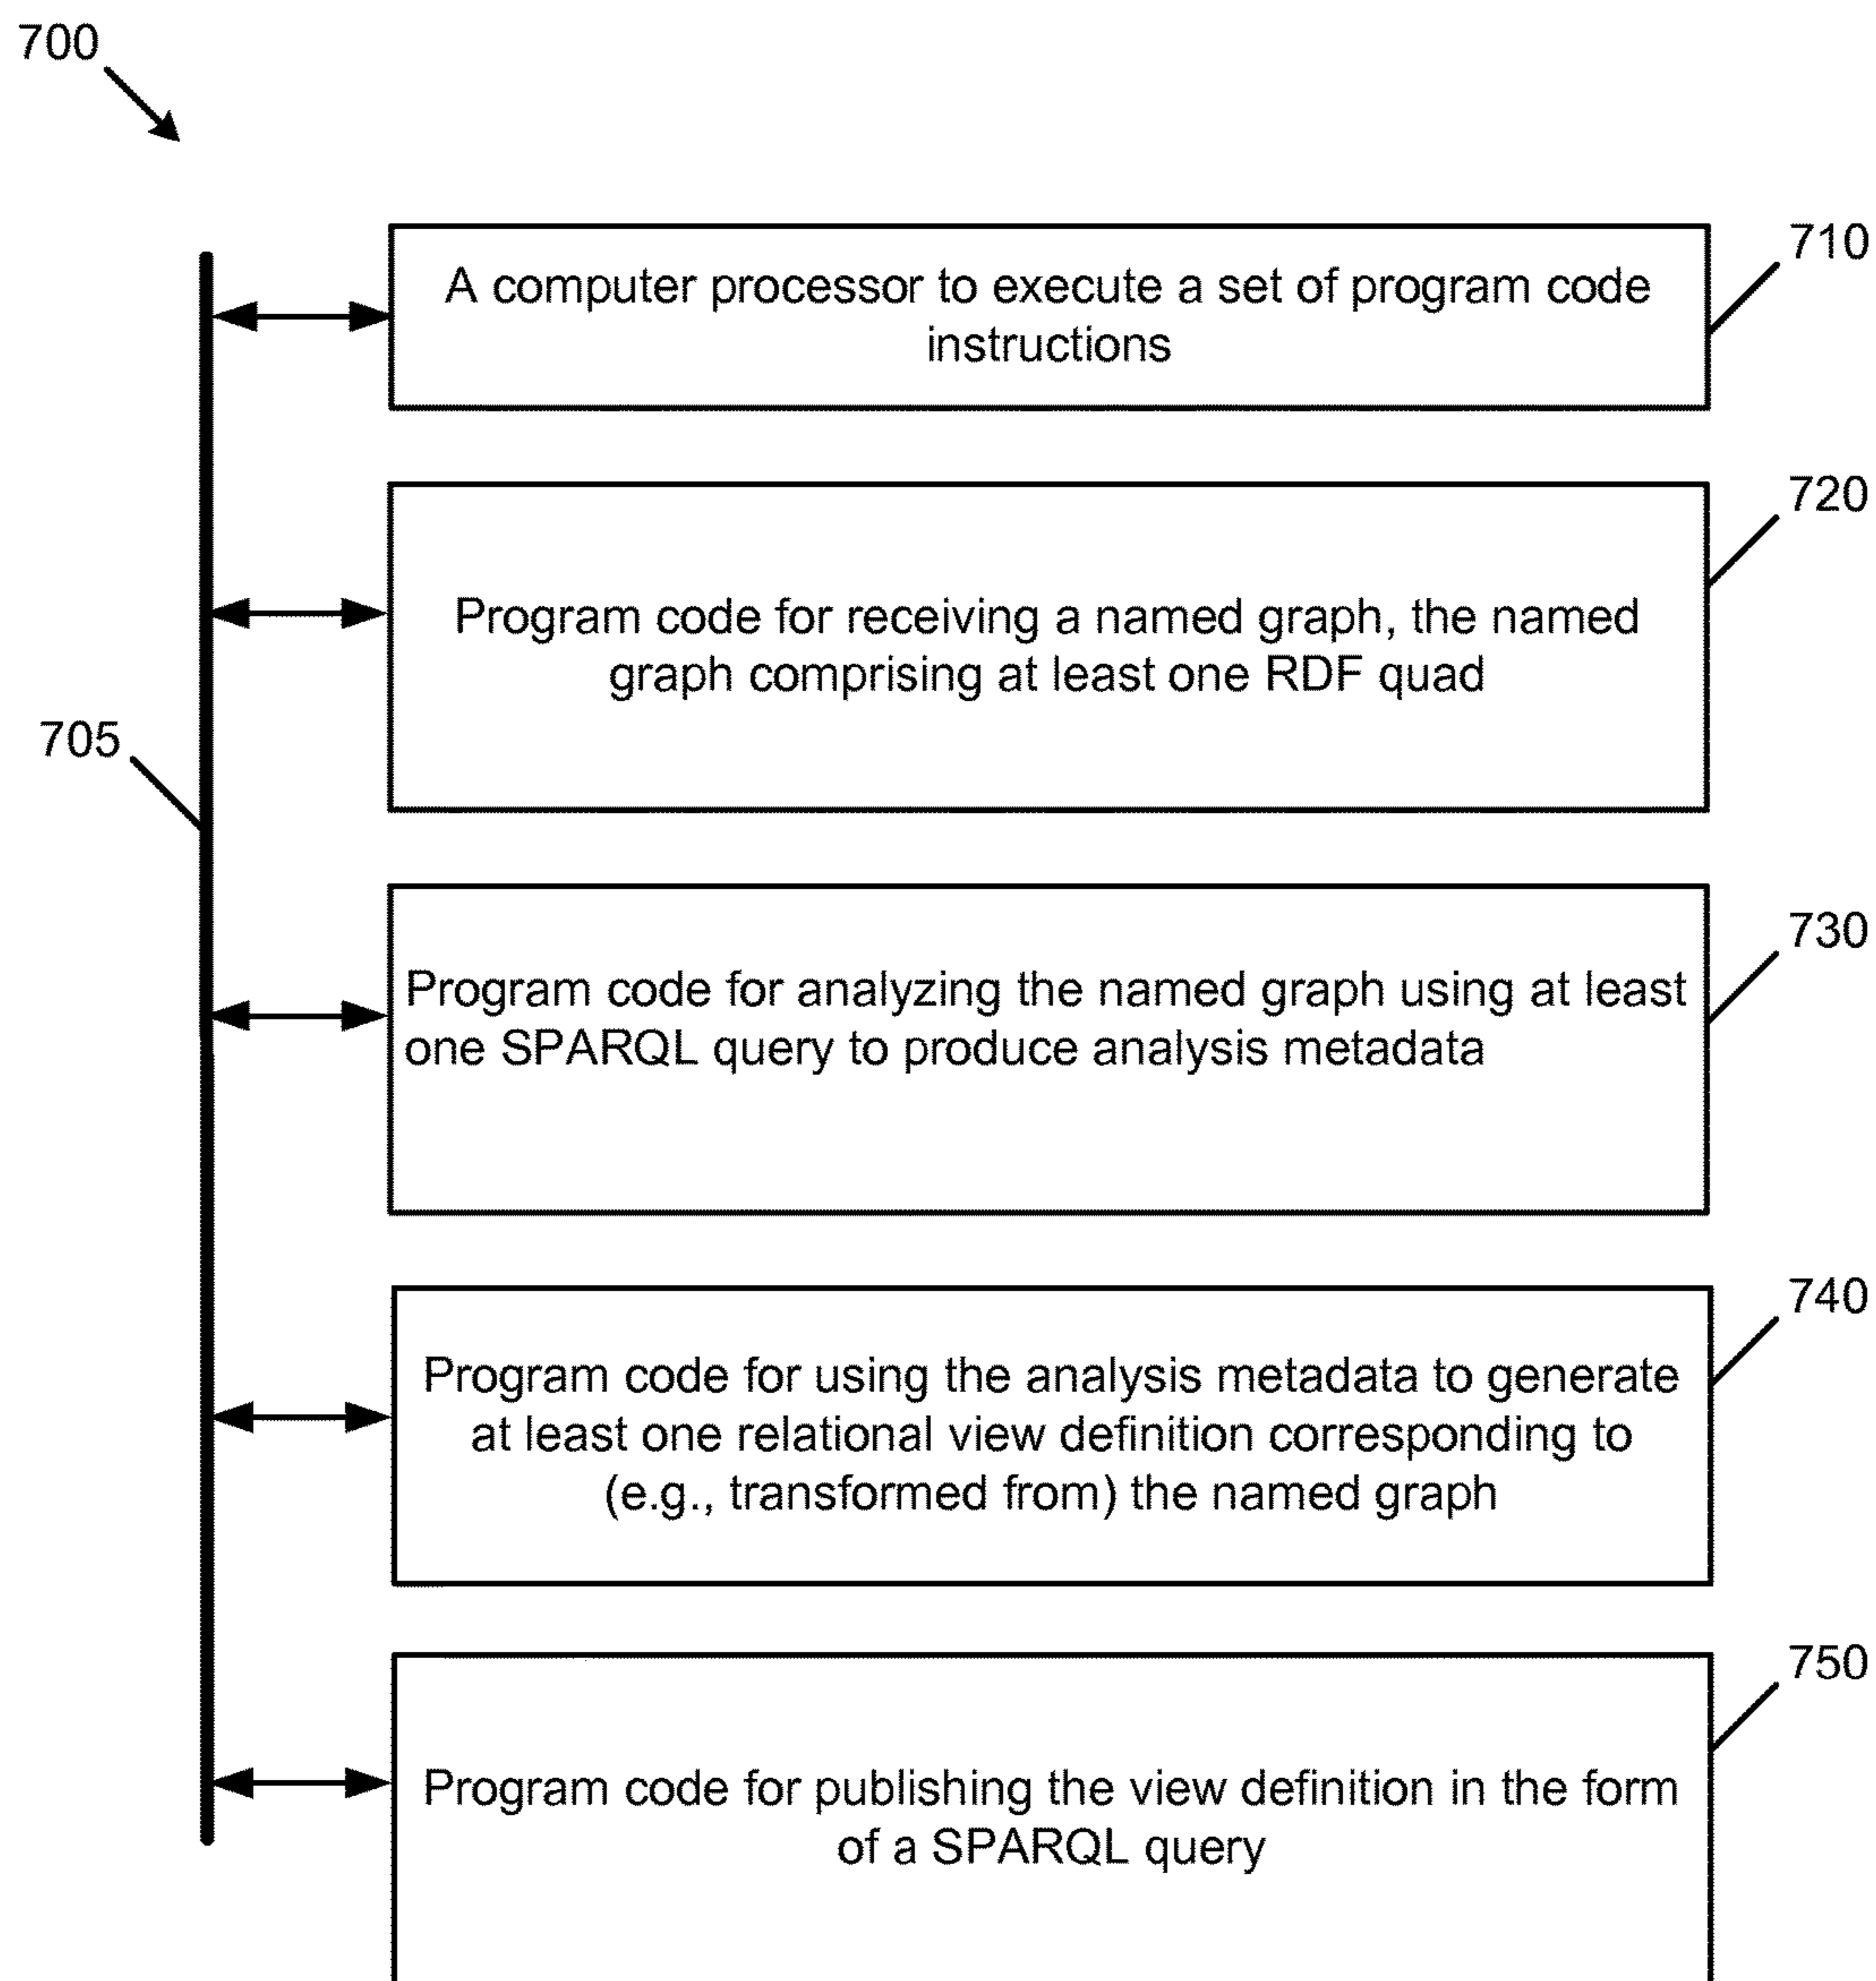 700
710
A computer processor to execute a set of program code
instructions
720
Program code for receiving a named graph, the named
graph comprising at least one RDF quad
705
730
Program code for analyzing the named graph using at least
one SPARQL query to produce analysis metadata
740
Program code for using the analysis metadata to generate
at least one relational view definition corresponding to
(e.g., transformed from) the named graph
750
Program code for publishing the view definition in the form
of a SPARQL query